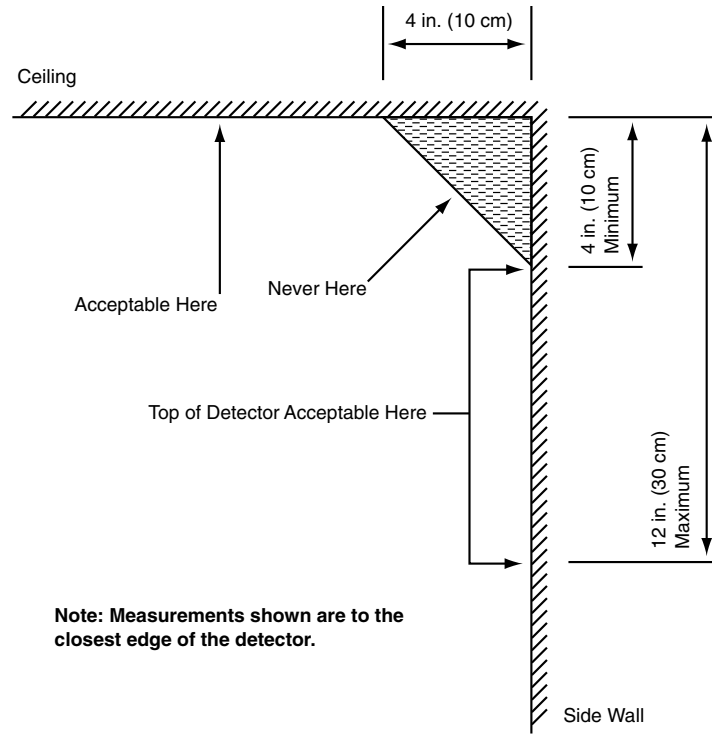 4 in. (10 cm)
Ceiling
4 in. (10 cm)
Minimum
Acceptable Here
Never Here
Top of Detector Acceptable Here
12 in. (30 cm)
Maximum
Note: Measurements shown are to the
closest edge of the detector.
Side Wall